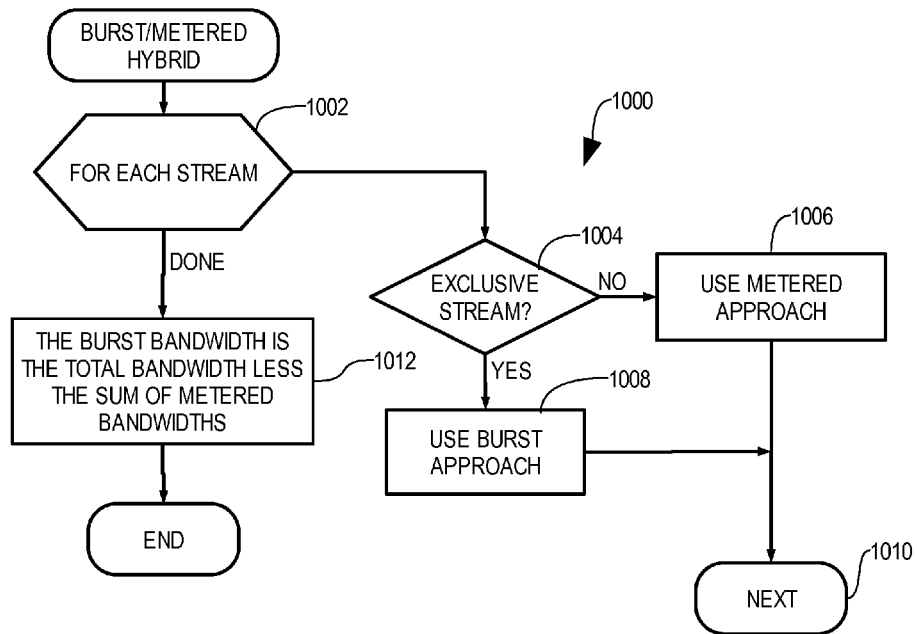 BURST/METERED
HYBRID
1002
1000
FOR EACH STREAM
1004
1006
DONE
EXCLUSIVE
STREAM?
NO
USE METERED
APPROACH
THE BURST BANDWIDTH IS
THE TOTAL BANDWIDTH LESS
THE SUM OF METERED
BANDWIDTHS
1012
YES
1008
USE BURST
APPROACH
END
1010
NEXT